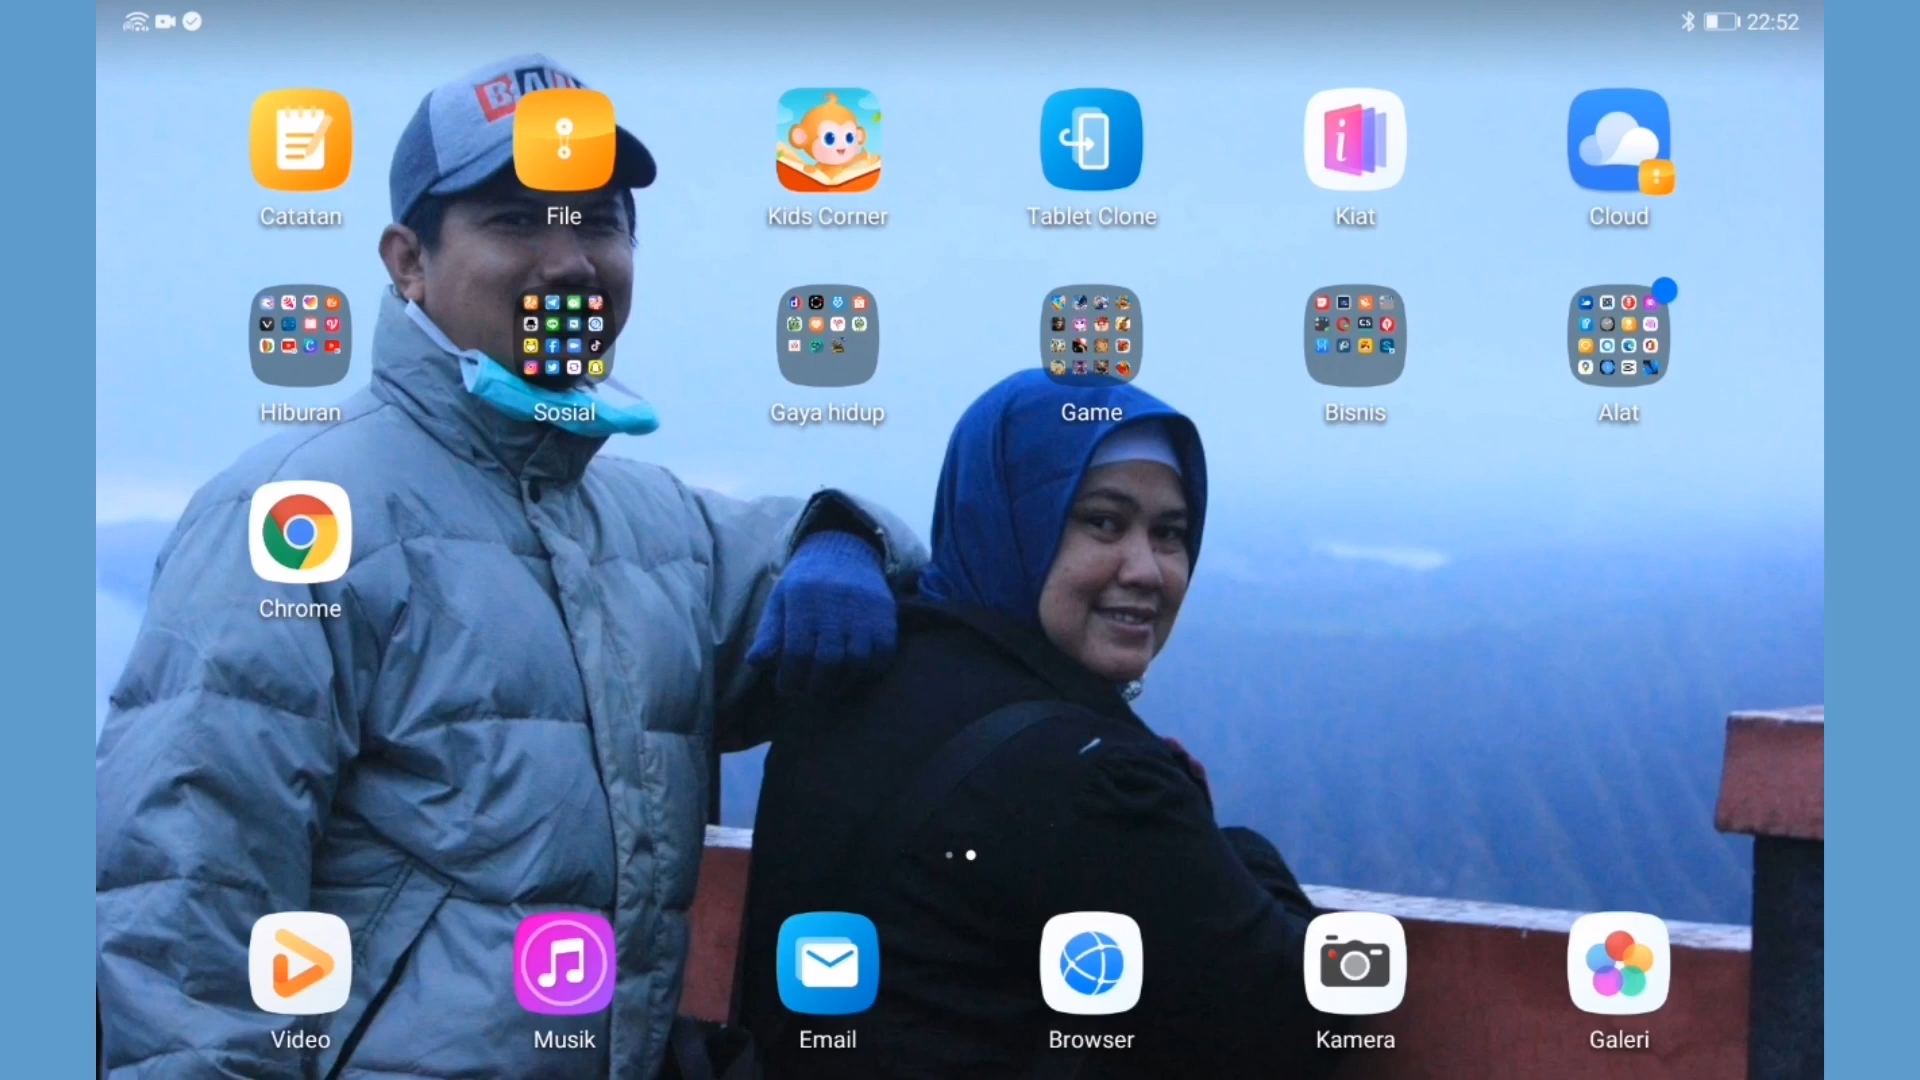 22:52
BA
Catatan
File
Kids Corner
Tablet Clone
Kiat
Cloud
Hiburan
Sosial
Gaya hidup
Game
Bisnis
Alat
Chrome
Video
Musik
Email
Browser
Kamera
Galeri